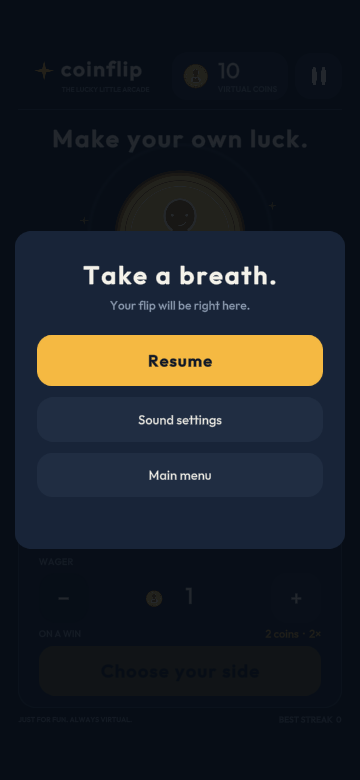 coinflip
THE LUCKY LITTLE ARCADE
10
VIRTUAL COINS
Make your own luck.
Take a breath.
Your flip will be right here.
Resume
Sound settings
Main menu
WAGER
− 1 +
ON A WIN
2 coins · 2×
Choose your side
JUST FOR FUN. ALWAYS VIRTUAL.
BEST STREAK 0